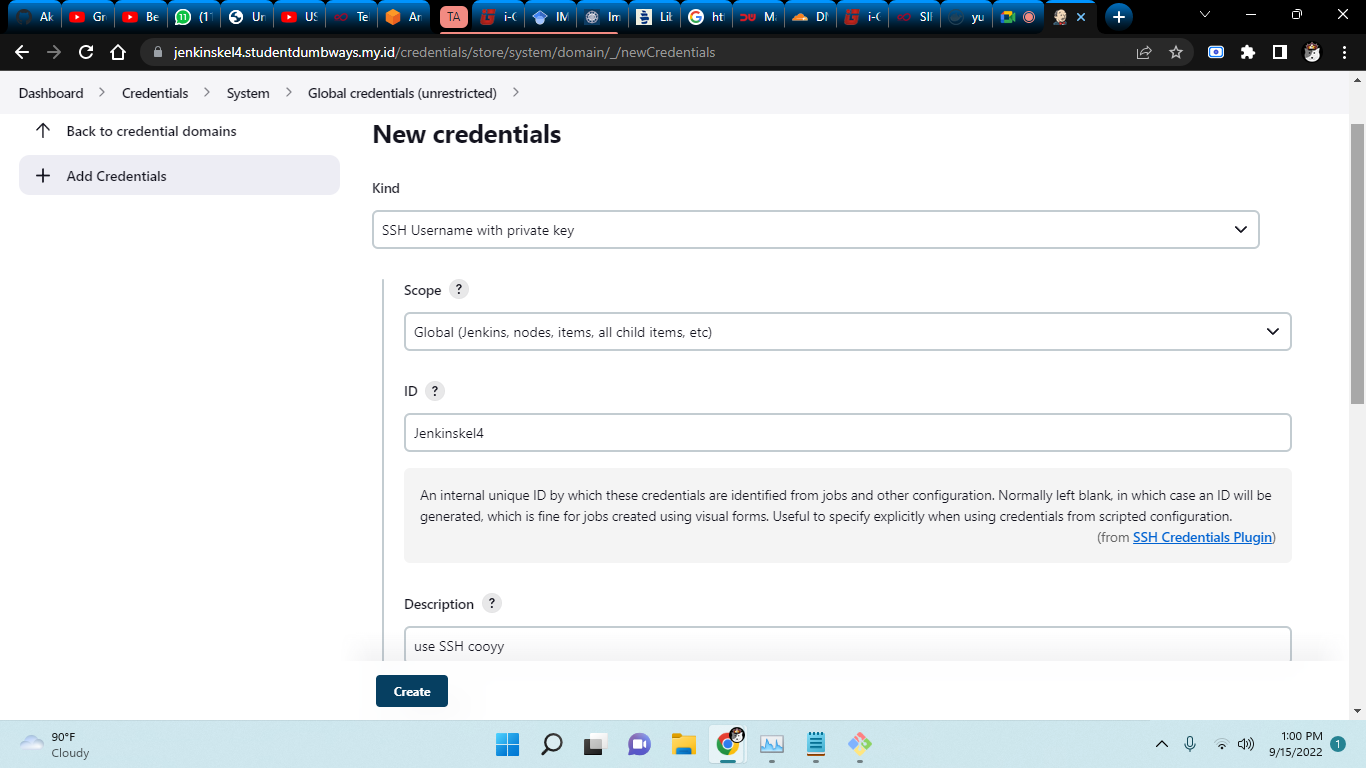 Ak
Gr
Be
(1
Ur
US
Te
Ar
TA
i-C
IM
Im
Lil
ht
M
DI
i-C
SII
yu
jenkinskel4.studentdumbways.my.id/credentials/store/system/domain/_/newCredentials
Dashboard
Credentials
System
Global credentials (unrestricted)
Back to credential domains
Add Credentials
New credentials
Kind
SSH Username with private key
Scope ?
Global (Jenkins, nodes, items, all child items, etc)
ID ?
Jenkinskel4
An internal unique ID by which these credentials are identified from jobs and other configuration. Normally left blank, in which case an ID will be
generated, which is fine for jobs created using visual forms. Useful to specify explicitly when using credentials from scripted configuration.
(from SSH Credentials Plugin)
Description ?
use SSH cooyy
Create
90°F
Cloudy
1:00 PM
9/15/2022
1